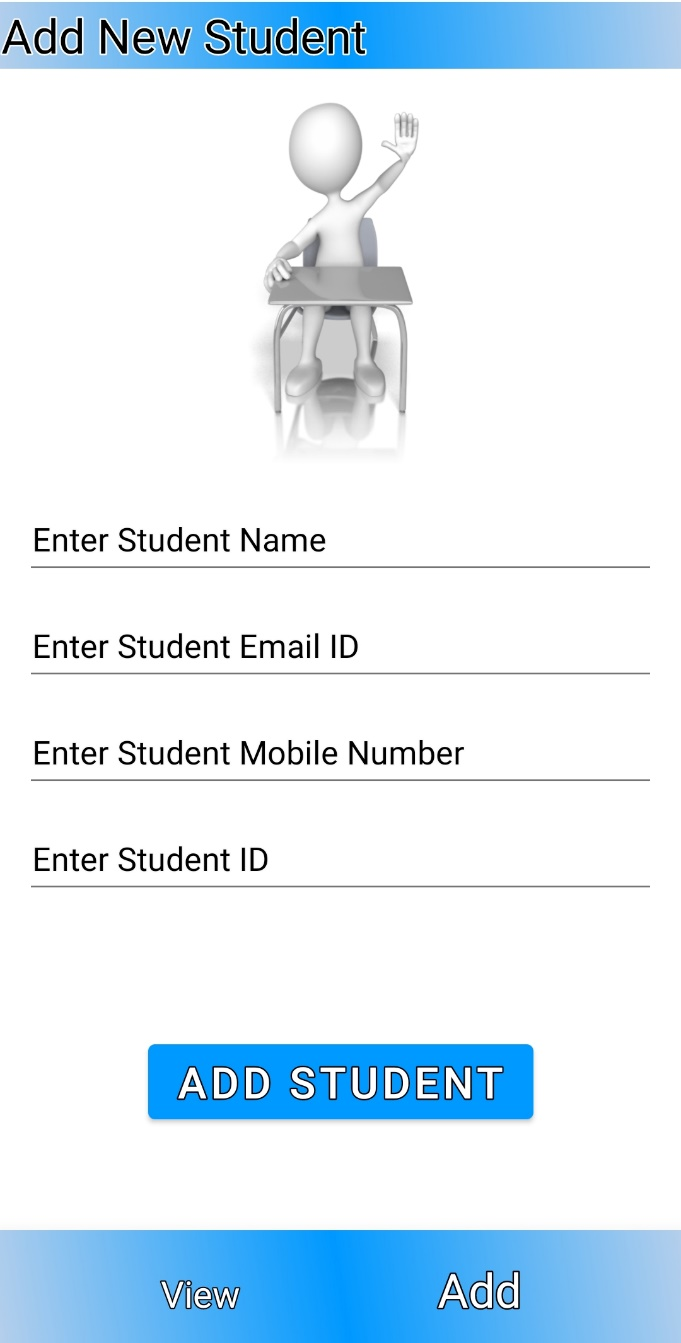 Add New Student
Enter Student Name
Enter Student Email ID
Enter Student Mobile Number
Enter Student ID
ADD STUDENT
View
Add